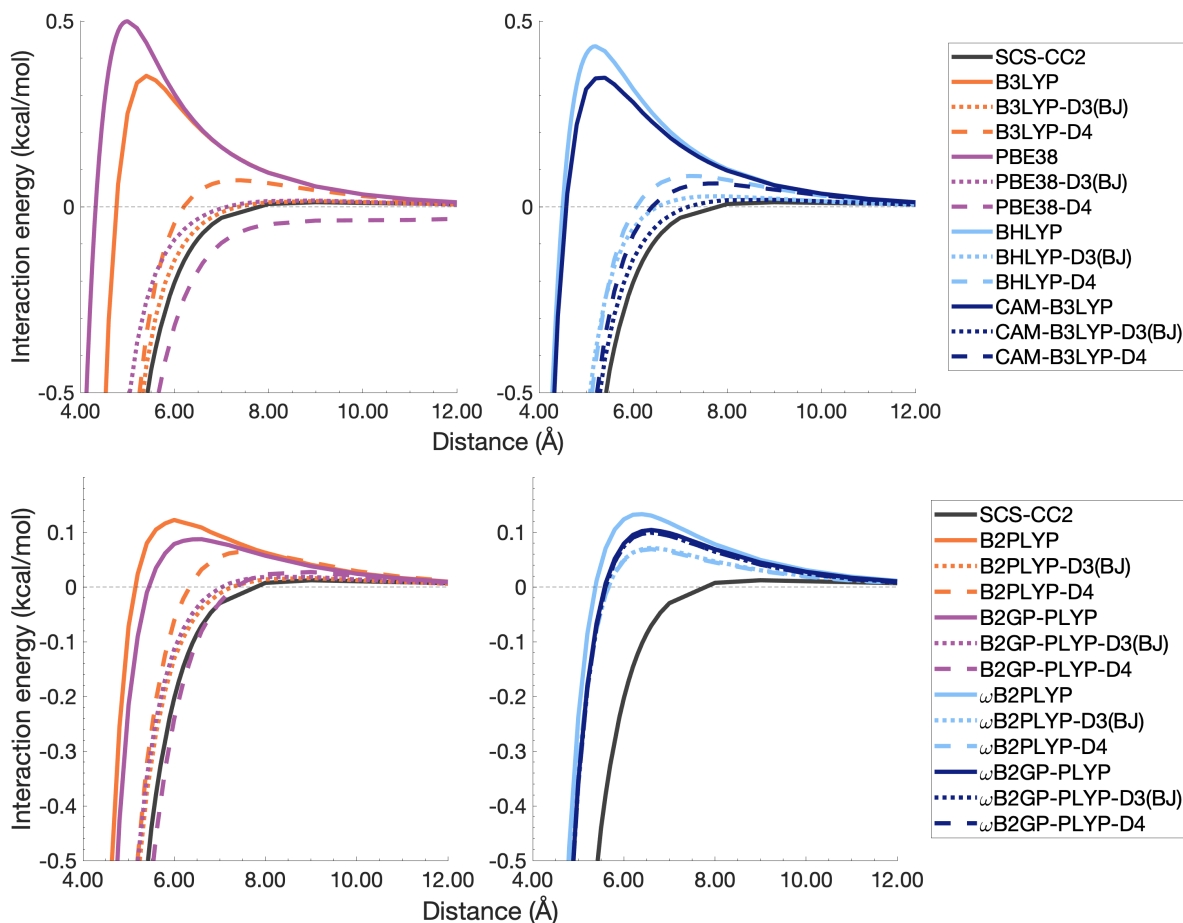 0.5
0
-0.5
Interaction energy (kcal/mol)
4.00 6.00 8.00 10.00 12.00
0.5
0
-0.5
4.00 6.00 8.00 10.00 12.00
Distance (Å)
SCS-CC2
B3LYP
B3LYP-D3(BJ)
B3LYP-D4
PBE38
PBE38-D3(BJ)
PBE38-D4
BHLYP
BHLYP-D3(BJ)
BHLYP-D4
CAM-B3LYP
CAM-B3LYP-D3(BJ)
CAM-B3LYP-D4
0.1
0
-0.1
-0.2
-0.3
-0.4
-0.5
Interaction energy (kcal/mol)
4.00 6.00 8.00 10.00 12.00
0.1
0
-0.1
-0.2
-0.3
-0.4
-0.5
4.00 6.00 8.00 10.00 12.00
Distance (Å)
SCS-CC2
B2PLYP
B2PLYP-D3(BJ)
B2PLYP-D4
B2GP-PLYP
B2GP-PLYP-D3(BJ)
B2GP-PLYP-D4
ωB2PLYP
ωB2PLYP-D3(BJ)
ωB2PLYP-D4
ωB2GP-PLYP
ωB2GP-PLYP-D3(BJ)
ωB2GP-PLYP-D4